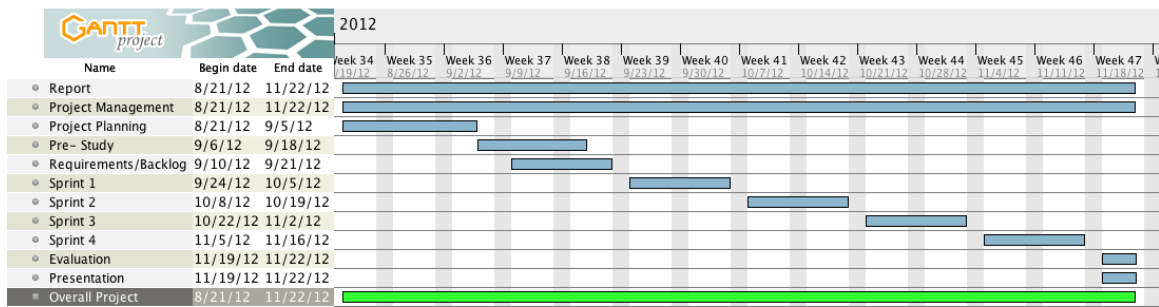 GANTT project
2012
/eek 34 Week 35 Week 36 Week 37 Week 38 Week 39 Week 40 Week 41 Week 42 Week 43 Week 44 Week 45 Week 46 Week 47
/19/12 8/26/12 9/2/12 9/9/12 9/16/12 9/23/12 9/30/12 10/7/12 10/14/12 10/21/12 10/28/12 11/4/12 11/11/12 11/18/12
Name Begin date End date
Report 8/21/12 11/22/12
Project Management 8/21/12 11/22/12
Project Planning 8/21/12 9/5/12
Pre- Study 9/6/12 9/18/12
Requirements/Backlog 9/10/12 9/21/12
Sprint 1 9/24/12 10/5/12
Sprint 2 10/8/12 10/19/12
Sprint 3 10/22/12 11/2/12
Sprint 4 11/5/12 11/16/12
Evaluation 11/19/12 11/22/12
Presentation 11/19/12 11/22/12
Overall Project 8/21/12 11/22/12